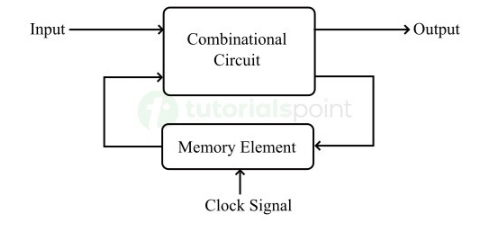 Input
Combinational
Circuit
Output
tutorialspoint
Memory Element
Clock Signal